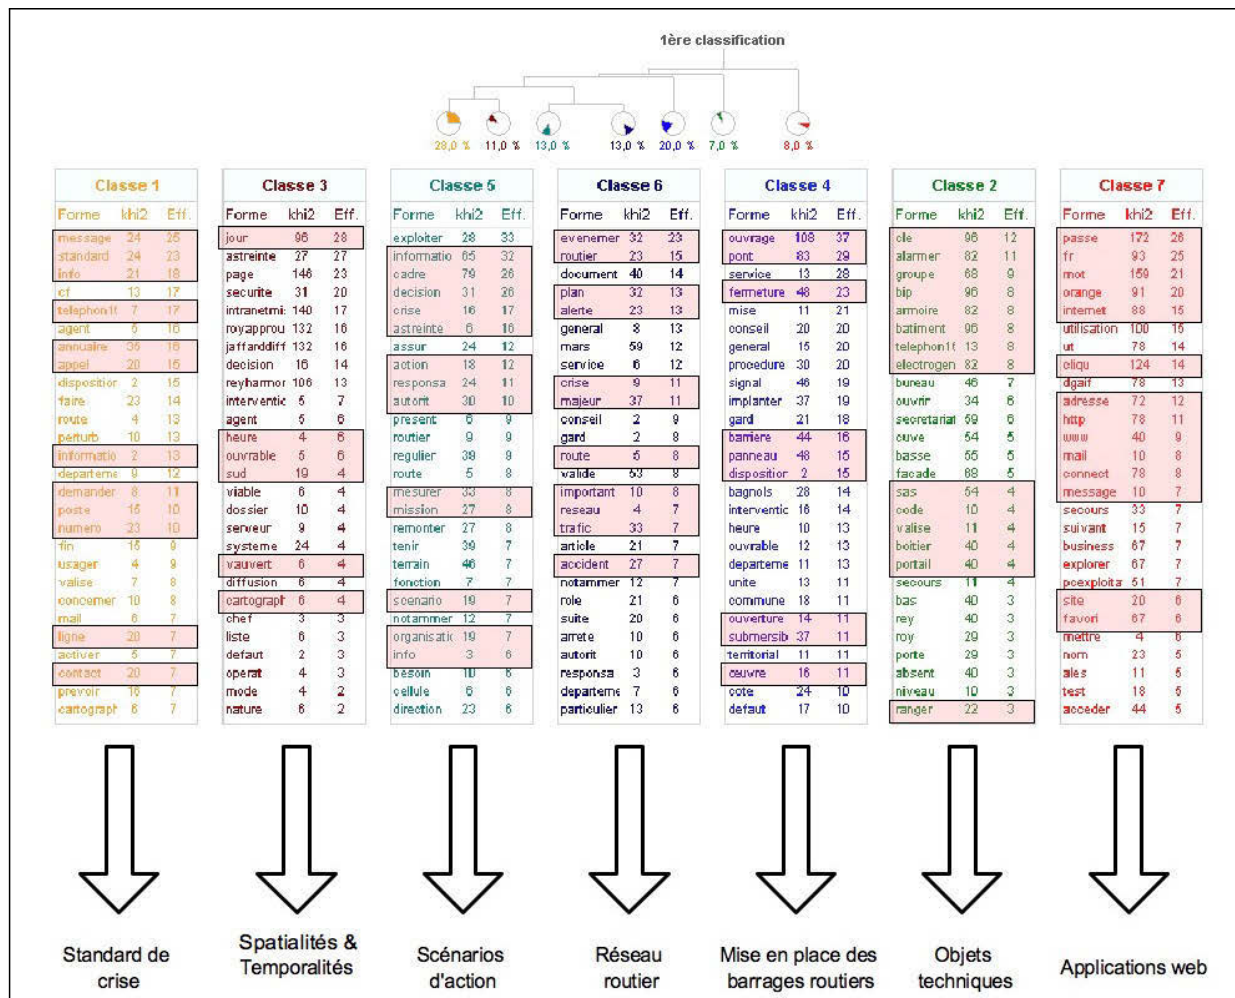 1ère classification
28,0 % 11,0 % 13,0 % 13,0 % 20,0 % 7,0 % 8,0 %
Classe 1
Forme khi2 Eff.
message 24 25
standard 24 23
info 21 18
cf 13 17
telephon16 7 17
agent 5 16
annuaire 35 16
appel 20 15
disposition 2 15
faire 23 14
route 4 13
perturb 10 13
informatio 2 13
departeme 9 12
demander 8 11
poste 15 10
numero 23 10
fin 15 9
usager 4 9
valise 7 8
concerner 10 8
mail 6 7
ligne 20 7
activer 5 7
contact 20 7
prevoir 16 7
cartograph 6 7
Classe 3
Forme khi2 Eff.
jour 96 28
astreinte 27 27
page 146 23
securite 31 20
intranetmi: 140 17
royapprou 132 16
jaffarddiff 132 16
decision 16 14
reyharmor 106 13
interventic 5 7
agent 5 6
heure 4 6
ouvrable 5 6
sud 19 4
viable 6 4
dossier 10 4
serveur 9 4
systeme 24 4
vauvert 6 4
diffusion 6 4
cartograph 6 4
chef 3 3
liste 6 3
defaut 2 3
operat 4 3
mode 4 2
nature 6 2
Classe 5
Forme khi2 Eff.
exploiter 28 33
informatio 65 32
cadre 79 26
decision 31 26
crise 16 17
astreinte 6 16
assur 24 12
action 18 12
responsa 24 11
autorit 30 10
present 6 9
routier 9 9
regulier 39 9
route 5 8
mesurer 33 8
mission 27 8
remonter 27 8
tenir 39 7
terrain 46 7
fonction 7 7
scenario 19 7
notammer 12 7
organisatic 19 7
info 3 6
besoin 10 6
cellule 6 6
direction 23 6
Classe 6
Forme khi2 Eff.
evenemer 32 23
routier 23 15
document 40 14
plan 32 13
alerte 23 13
general 8 13
mars 59 12
service 6 12
crise 9 11
majeur 37 11
conseil 2 9
gard 2 8
route 5 8
valide 53 8
important 10 8
reseau 4 7
trafic 33 7
article 21 7
accident 27 7
notammer 12 7
role 21 6
suite 20 6
arrete 10 6
autorit 10 6
responsa 3 6
departeme 7 6
particulier 13 6
Classe 4
Forme khi2 Eff.
ouvrage 108 37
pont 83 29
service 13 28
fermeture 48 23
mise 11 21
conseil 20 20
general 15 20
procedure 30 20
signal 46 19
implanter 37 19
gard 21 18
barriere 44 16
panneau 48 15
disposition 2 15
bagnols 28 14
interventic 16 14
heure 10 13
ouvrable 12 13
departeme 11 13
unite 13 11
commune 18 11
ouverture 14 11
submersib 37 11
territorial 11 11
œuvre 16 11
cote 24 10
defaut 17 10
Classe 2
Forme khi2 Eff.
cle 96 12
alarmer 82 11
groupe 68 9
bip 96 8
armoire 82 8
batiment 96 8
telephon16 13 8
electrogen 82 8
bureau 46 7
ouvrir 34 6
secretariat 59 6
cuve 54 5
basse 55 5
facade 68 5
sas 54 4
code 10 4
valise 11 4
boitier 40 4
portail 40 4
secours 11 4
bas 40 3
rey 40 3
roy 29 3
porte 29 3
absent 40 3
niveau 10 3
ranger 22 3
Classe 7
Forme khi2 Eff.
passe 172 26
fr 93 25
mot 159 21
orange 91 20
internet 88 15
utilisation 100 15
ut 78 14
cliqu 124 14
dgaif 78 13
adresse 72 12
http 78 11
www 40 9
mail 10 8
connect 78 8
message 10 7
secours 33 7
suivant 15 7
business 67 7
explorer 67 7
pcexploita 51 7
site 20 6
favori 67 6
mettre 4 6
nom 23 5
ales 11 5
test 18 5
acceder 44 5
Standard de
crise
Spatialités &
Temporalités
Scénarios
d'action
Réseau
routier
Mise en place des
barrages routiers
Objets
techniques
Applications web